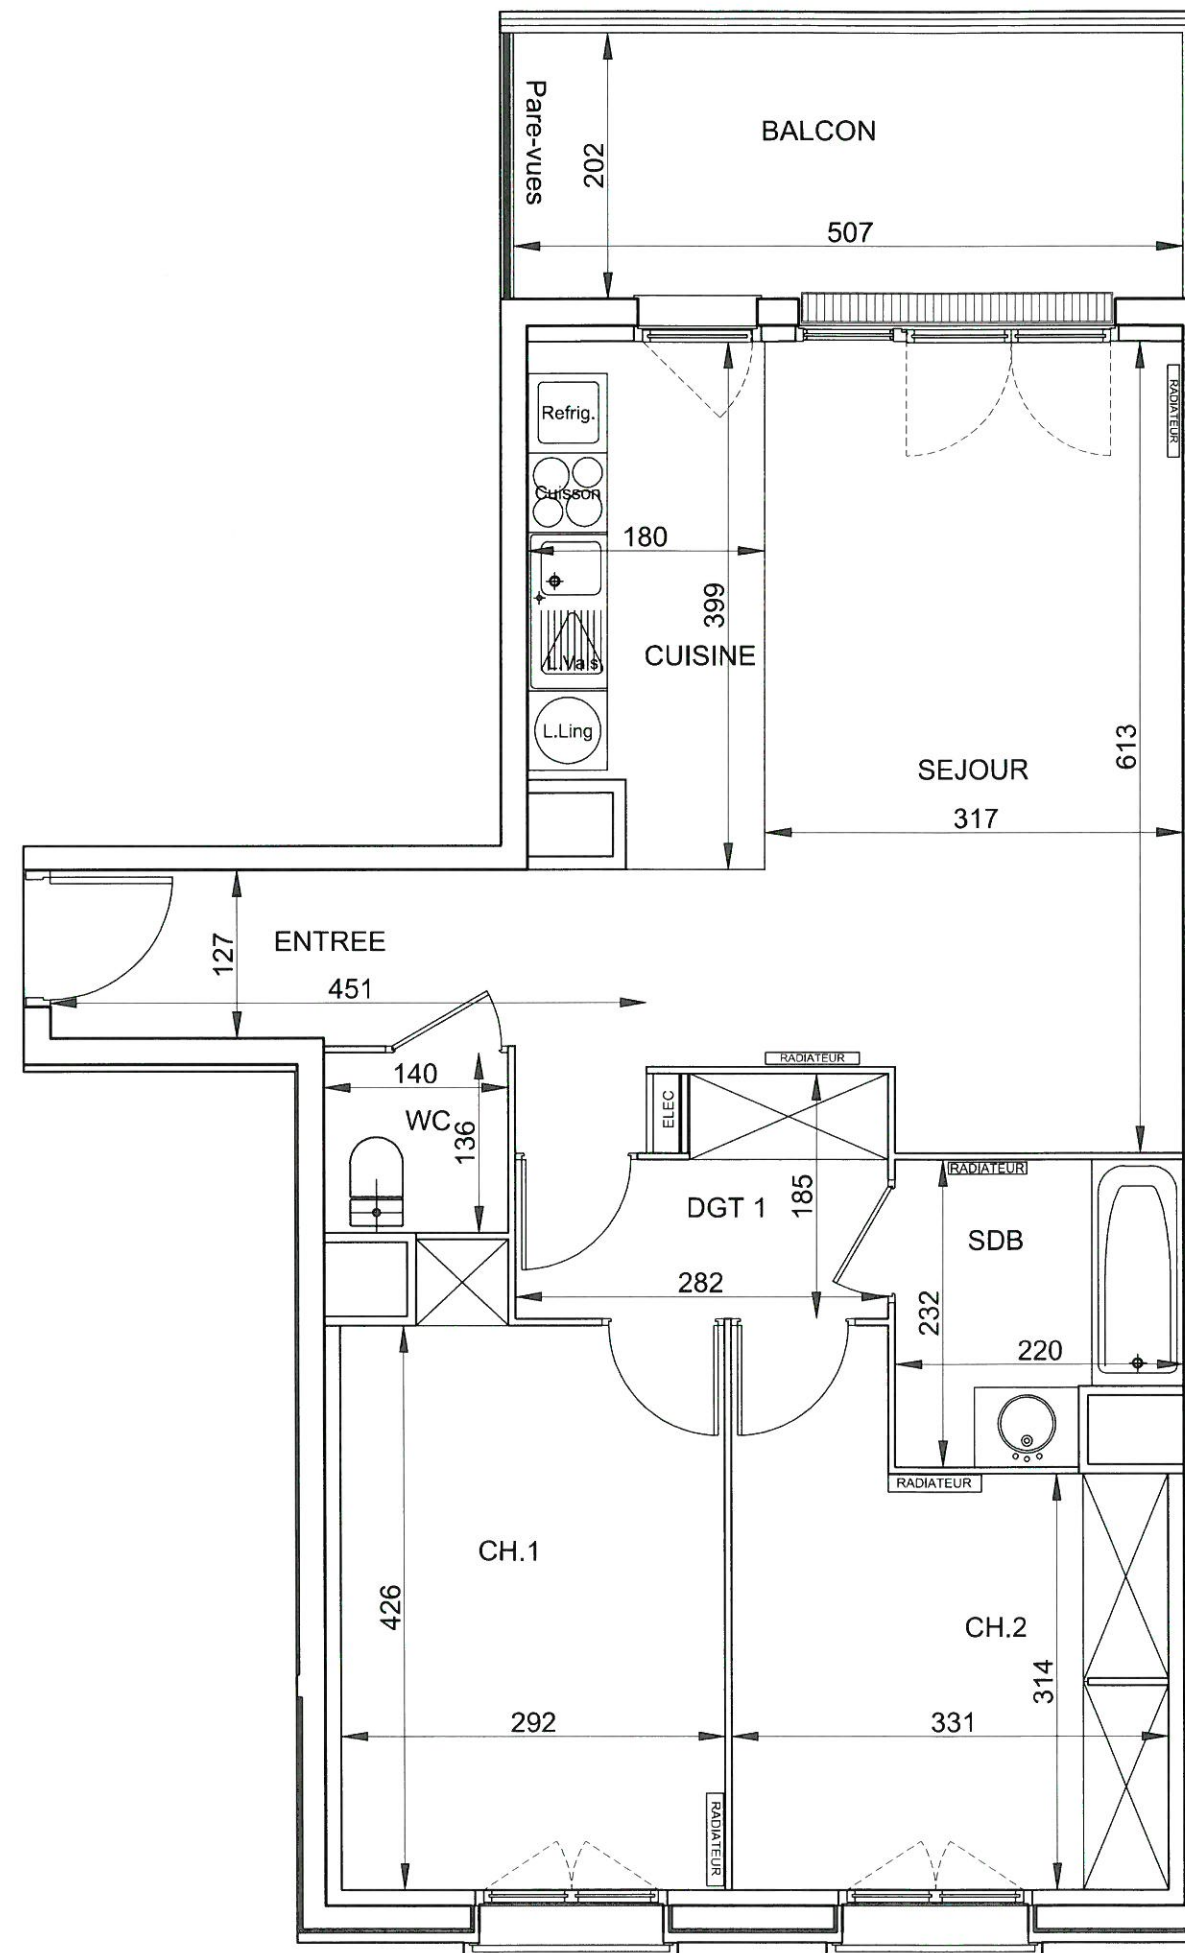 Pare-vues
BALCON
202
507
Refrig.
RADIATEUR
Cuisson
180
399
CUISINE
L.Vais
L.Ling
613
SEJOUR
317
127
ENTREE
451
RADIATEUR
140
WC
136
ELEC
185
DGT 1
RADIATEUR
SDB
282
232
220
RADIATEUR
CH.1
426
CH.2
314
292
331
RADIATEUR